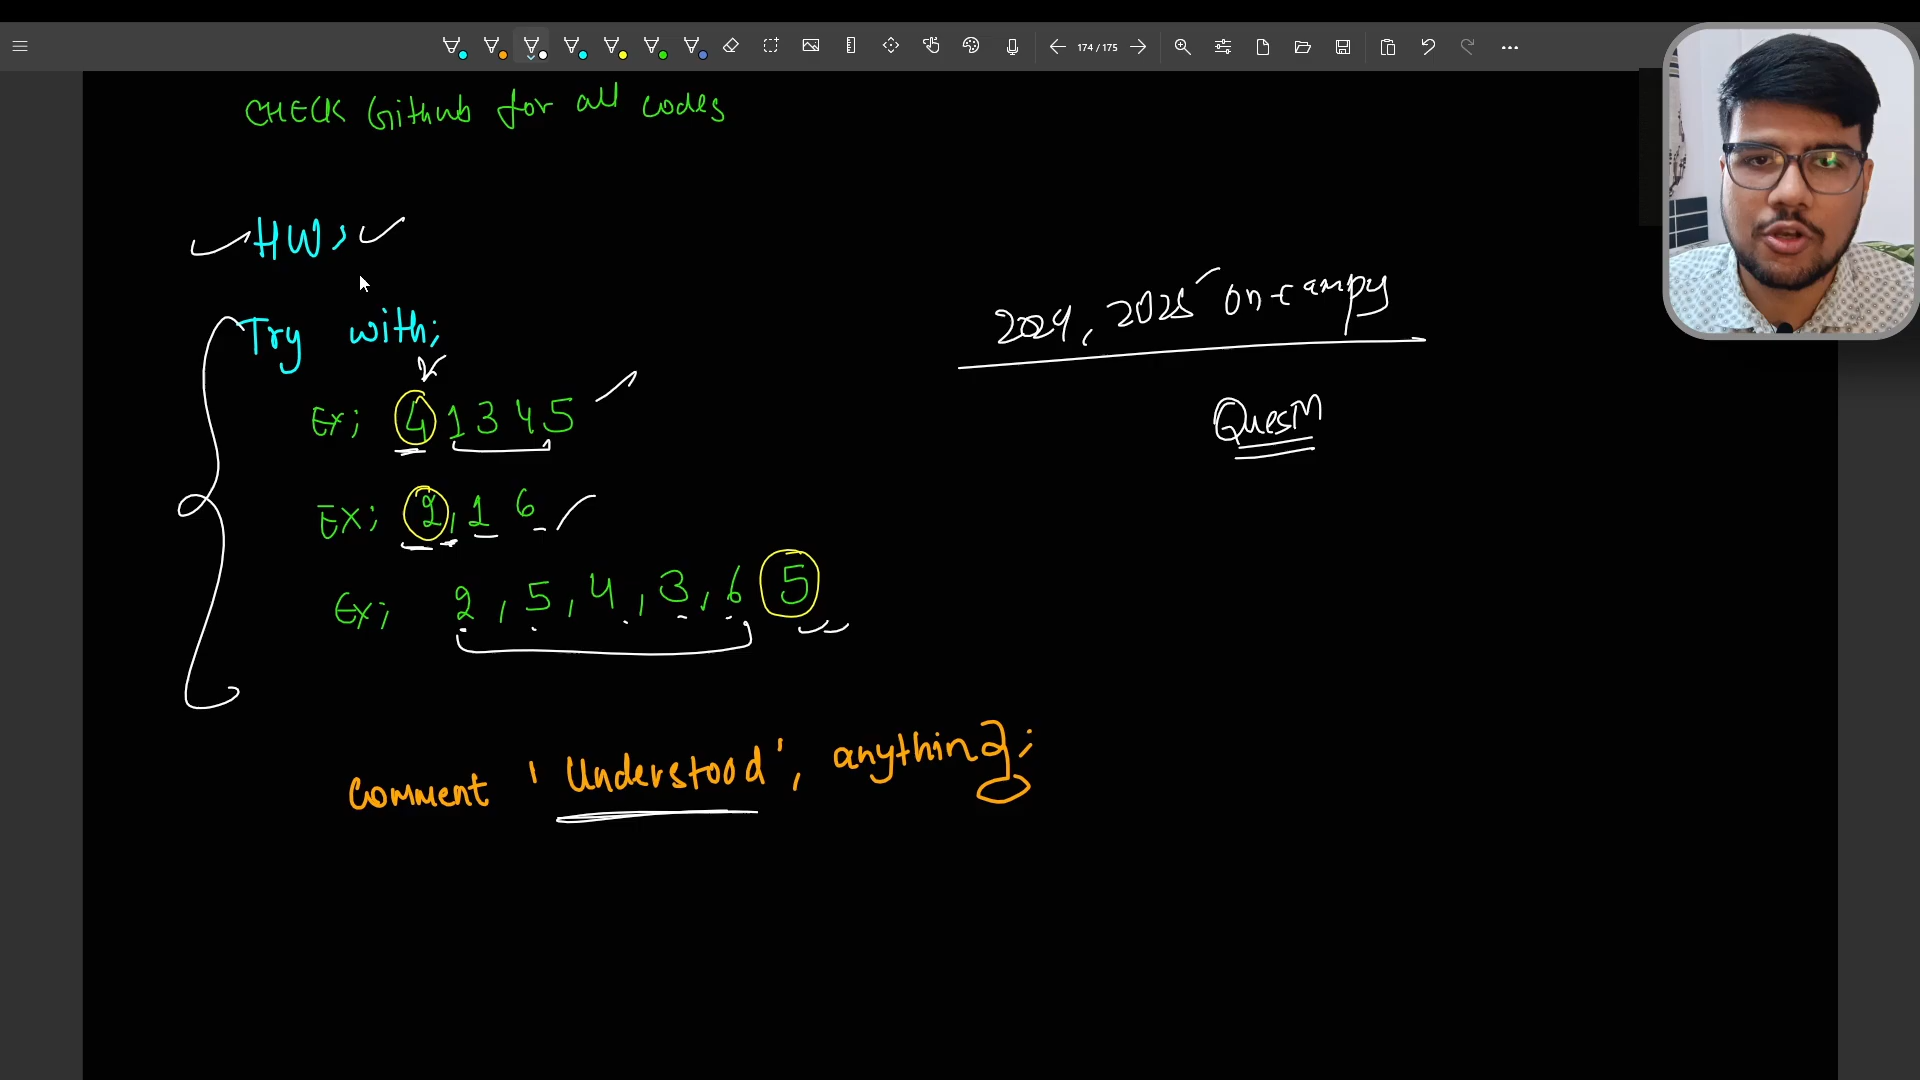 174 / 175
CHECK Github for all codes
HW;
Try with;
Ex; 4 1 3 4 5
2024, 2025 on-campus
Ex; 2, 1 6
Ex; 2, 5, 4, 3, 6 5
Comment 'Understood', anything;